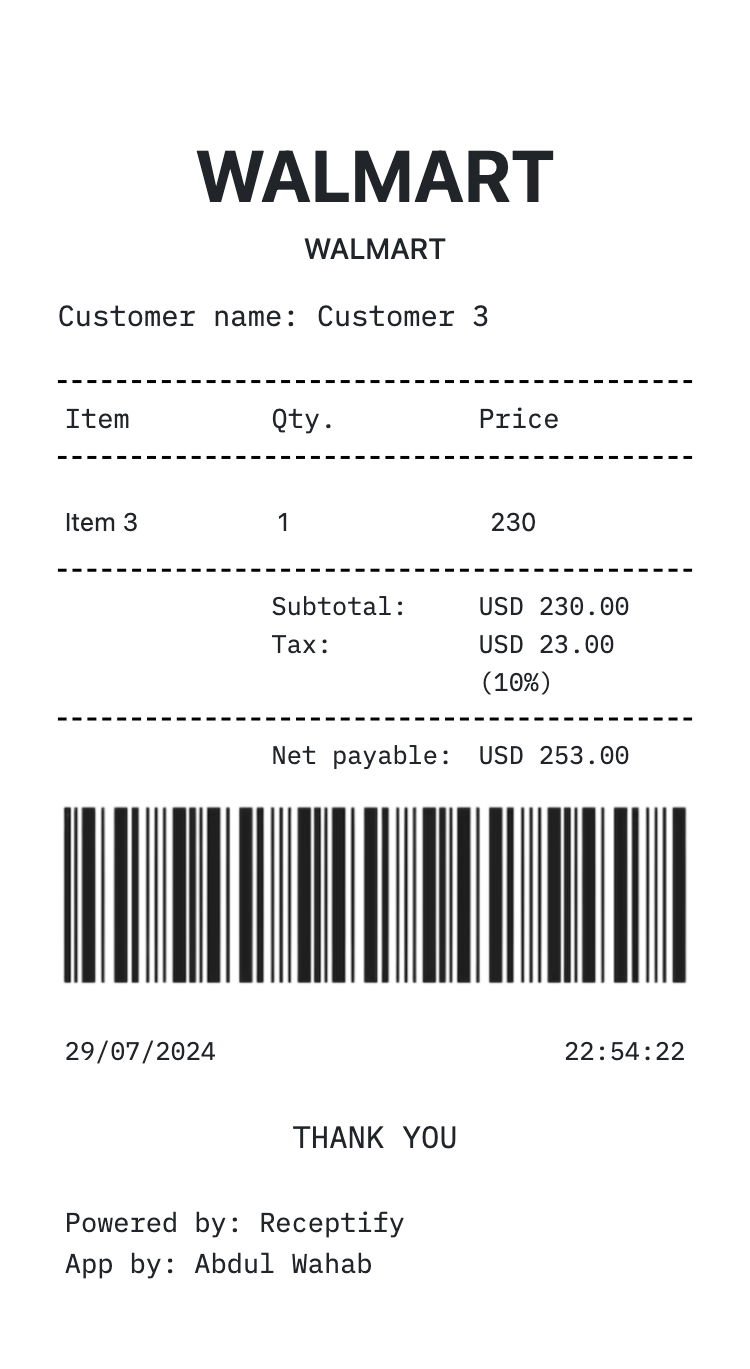 WALMART
WALMART
Customer name: Customer 3
Item Qty. Price
Item 3 1 230
Subtotal: USD 230.00
Tax: USD 23.00
(10%)
Net payable: USD 253.00
29/07/2024 22:54:22
THANK YOU
Powered by: Receptify
App by: Abdul Wahab